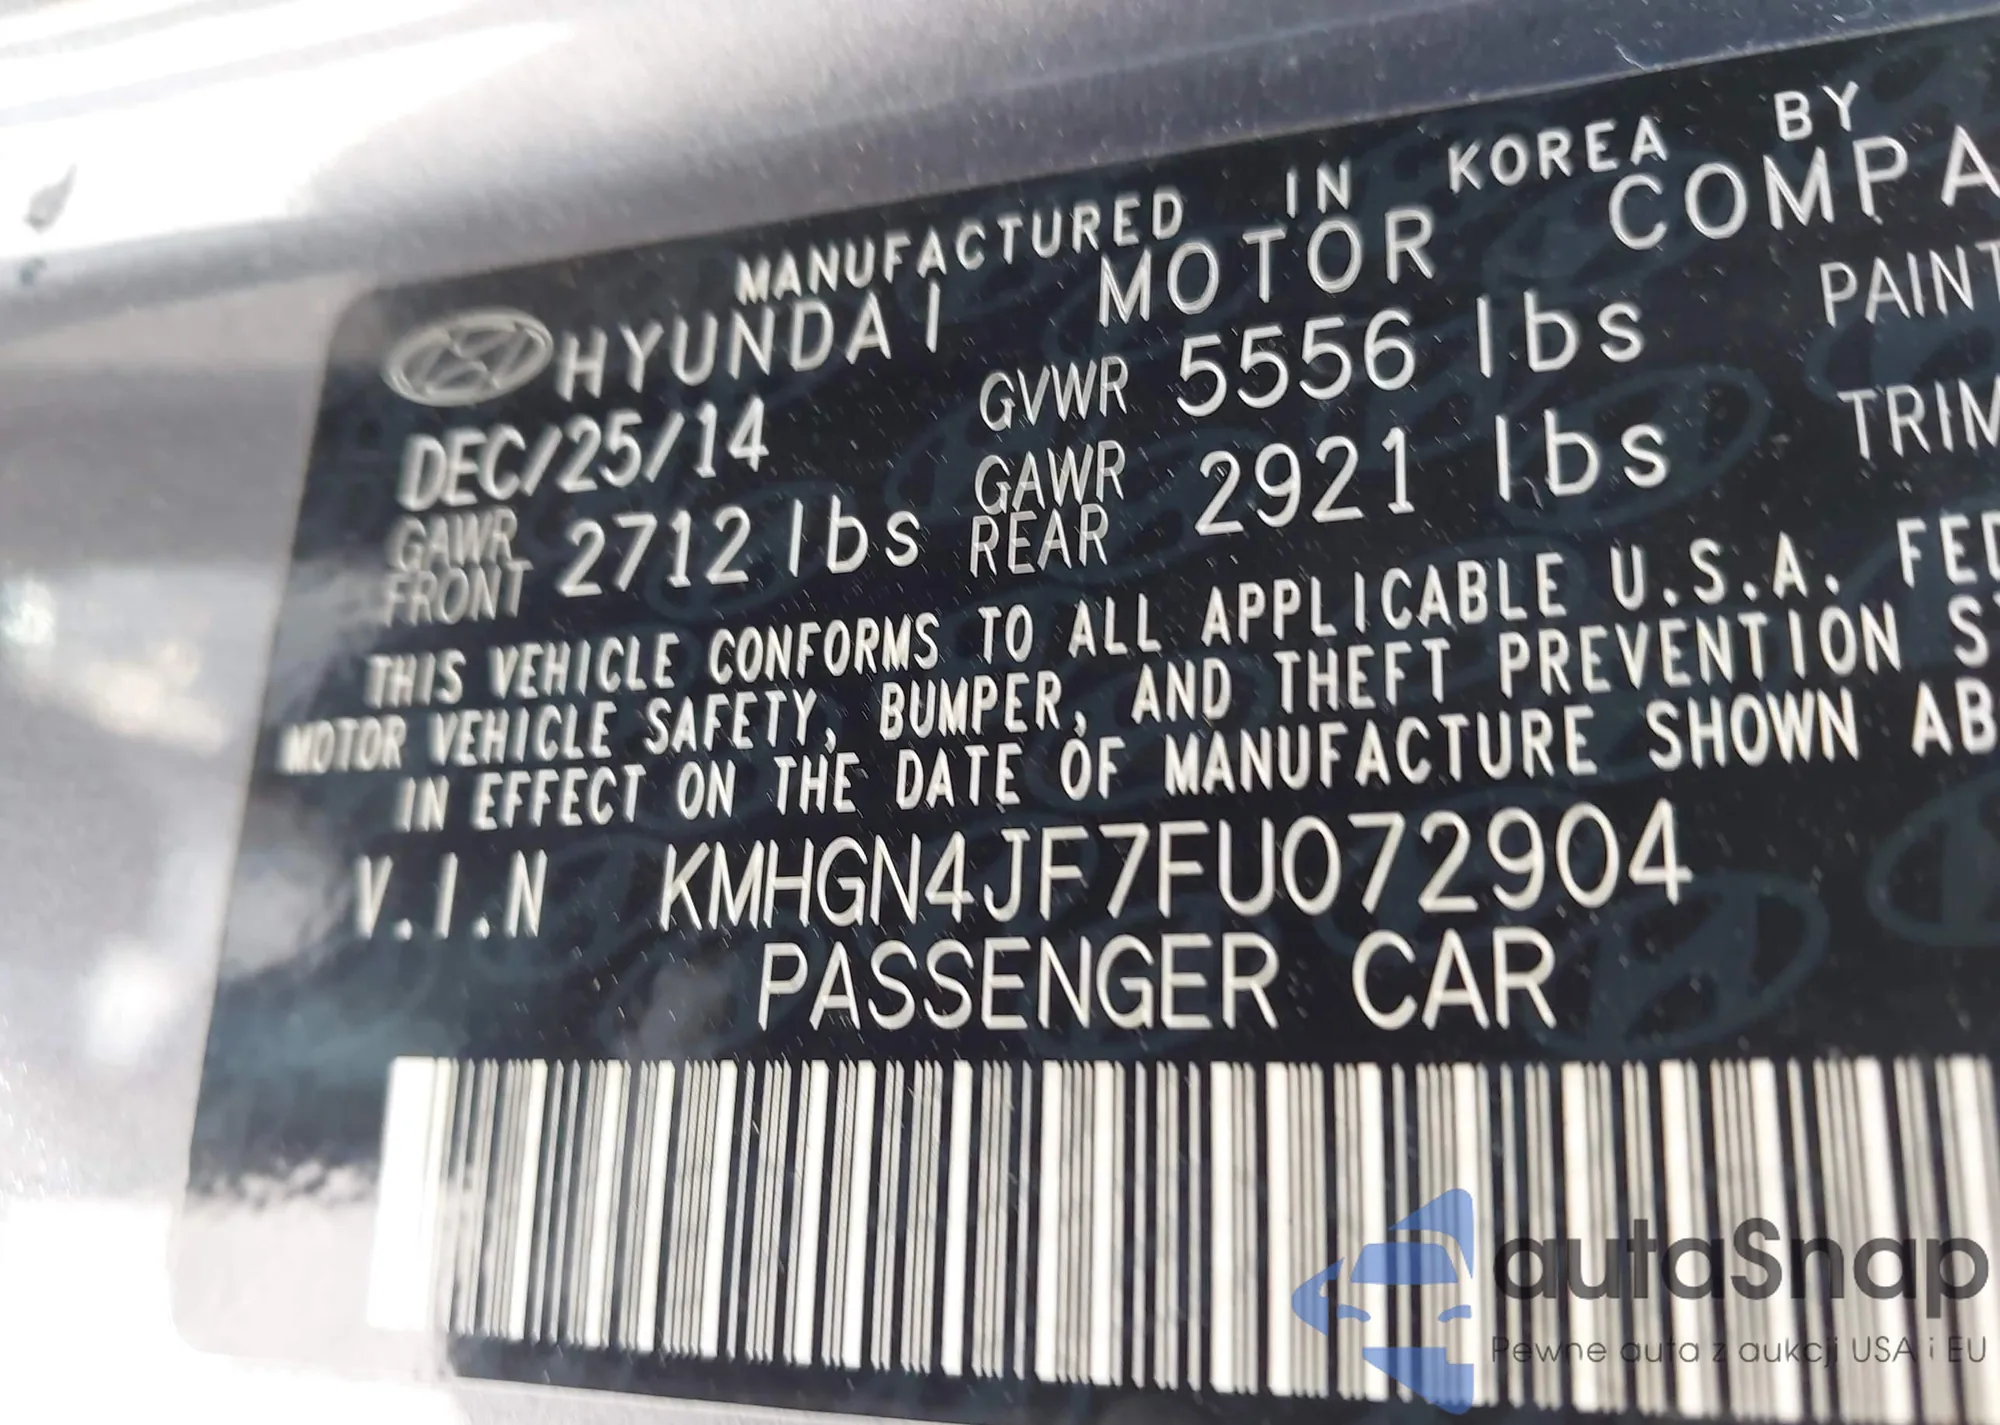 MANUFACTURED IN KOREA BY
HYUNDAI MOTOR COMPA
DEC/25/14 GVWR 5556 lbs PAINT
GAWR FRONT 2712 lbs GAWR REAR 2921 lbs TRIM
THIS VEHICLE CONFORMS TO ALL APPLICABLE U.S.A. FED
MOTOR VEHICLE SAFETY, BUMPER, AND THEFT PREVENTION ST
IN EFFECT ON THE DATE OF MANUFACTURE SHOWN AB
V.I.N KMHGN4JF7FU072904
PASSENGER CAR
autaSnap
Pewne auta z aukcji USA i EU